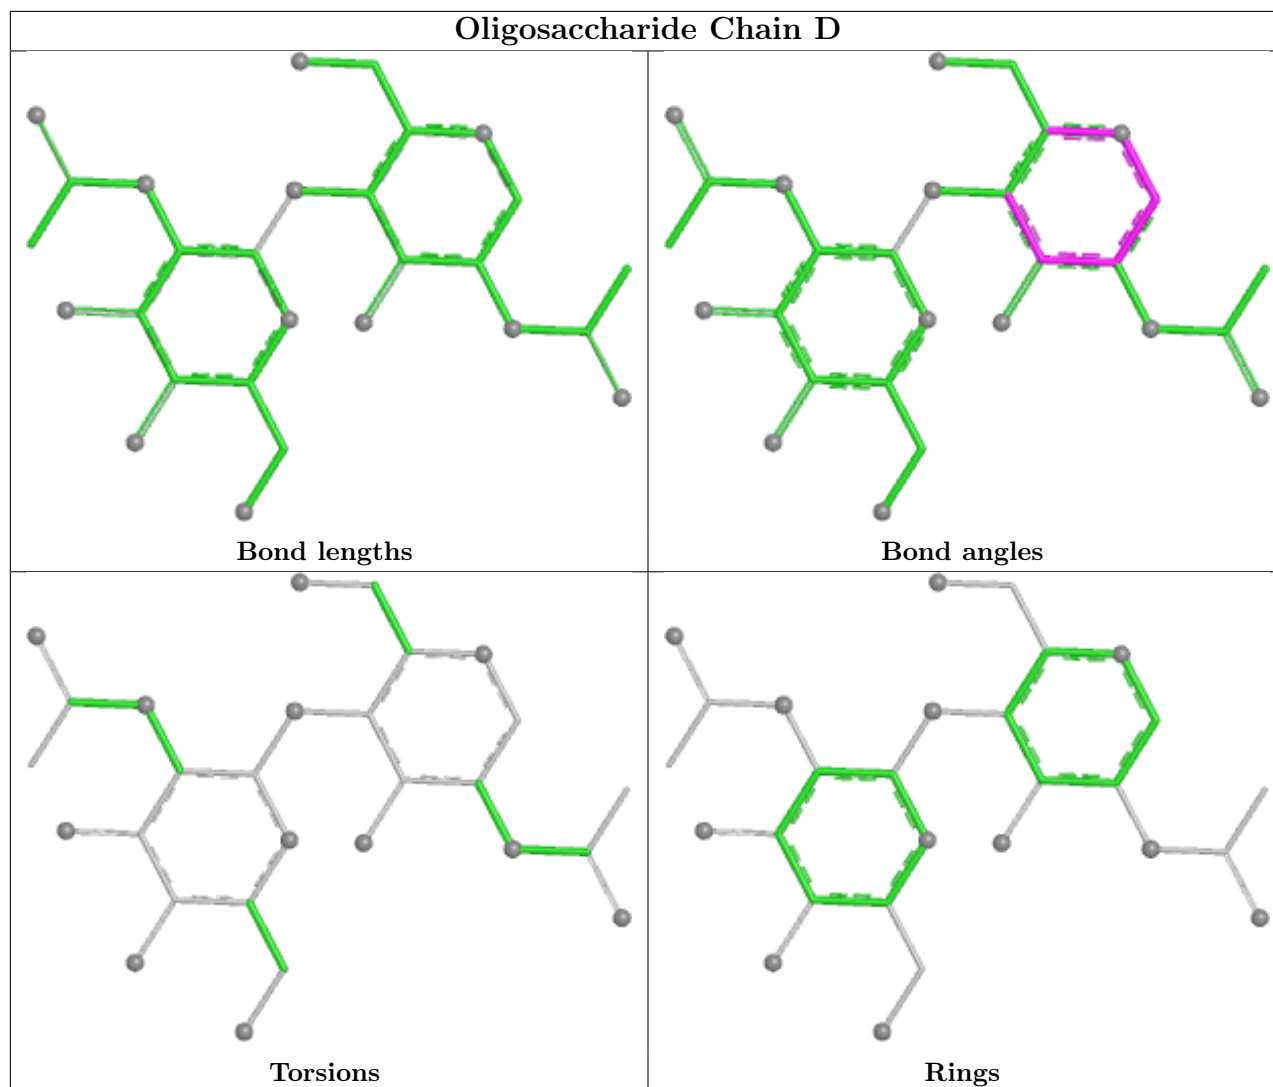 Oligosaccharide Chain D
Bond lengths
Bond angles
Torsions
Rings